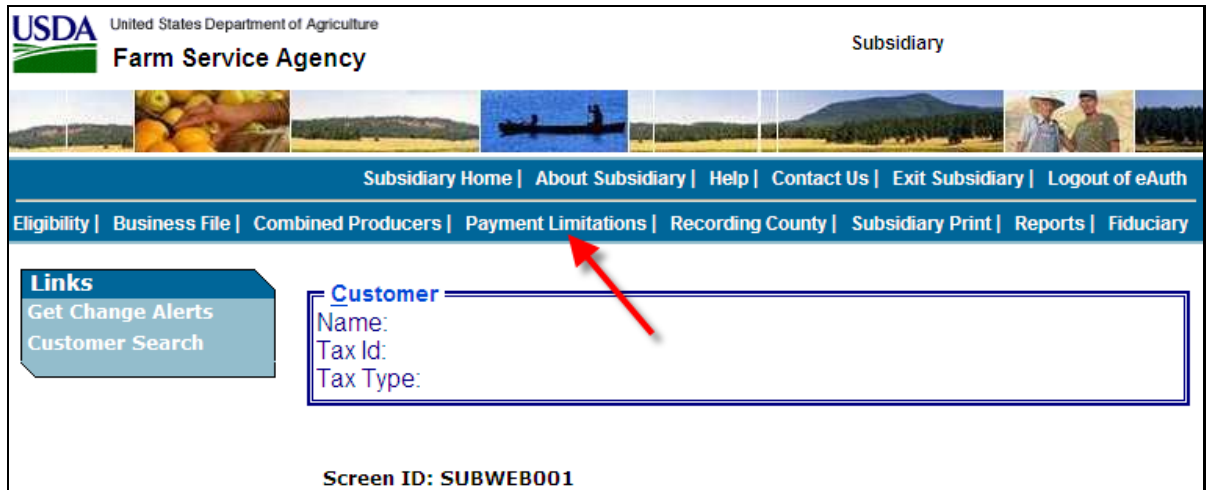 USDA United States Department of Agriculture
Farm Service Agency
Subsidiary
Subsidiary Home | About Subsidiary | Help | Contact Us | Exit Subsidiary | Logout of eAuth
Eligibility | Business File | Combined Producers | Payment Limitations | Recording County | Subsidiary Print | Reports | Fiduciary
Links
Get Change Alerts
Customer Search
Customer
Name:
Tax Id:
Tax Type:
Screen ID: SUBWEB001